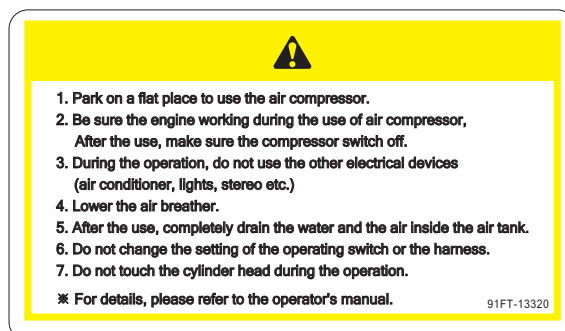 1. Park on a flat place to use the air compressor.
2. Be sure the engine working during the use of air compressor,
After the use, make sure the compressor switch off.
3. During the operation, do not use the other electrical devices
(air conditioner, lights, stereo etc.)
4. Lower the air breather.
5. After the use, completely drain the water and the air inside the air tank.
6. Do not change the setting of the operating switch or the harness.
7. Do not touch the cylinder head during the operation.
※ For details, please refer to the operator's manual.
91FT-13320